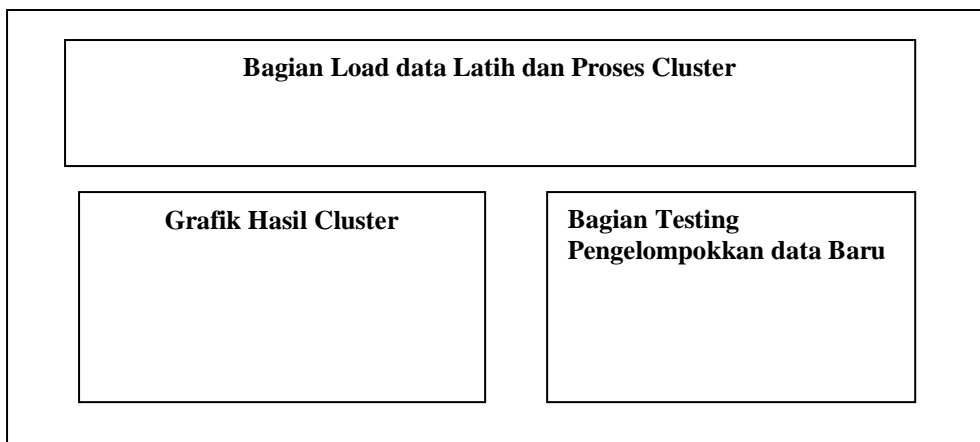 Bagian Load data Latih dan Proses Cluster
Grafik Hasil Cluster
Bagian Testing
Pengelompokkan data Baru